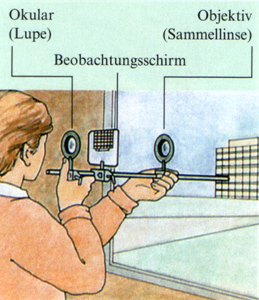 Okular
(Lupe)
Objektiv
(Sammellinse)
Beobachtungsschirm